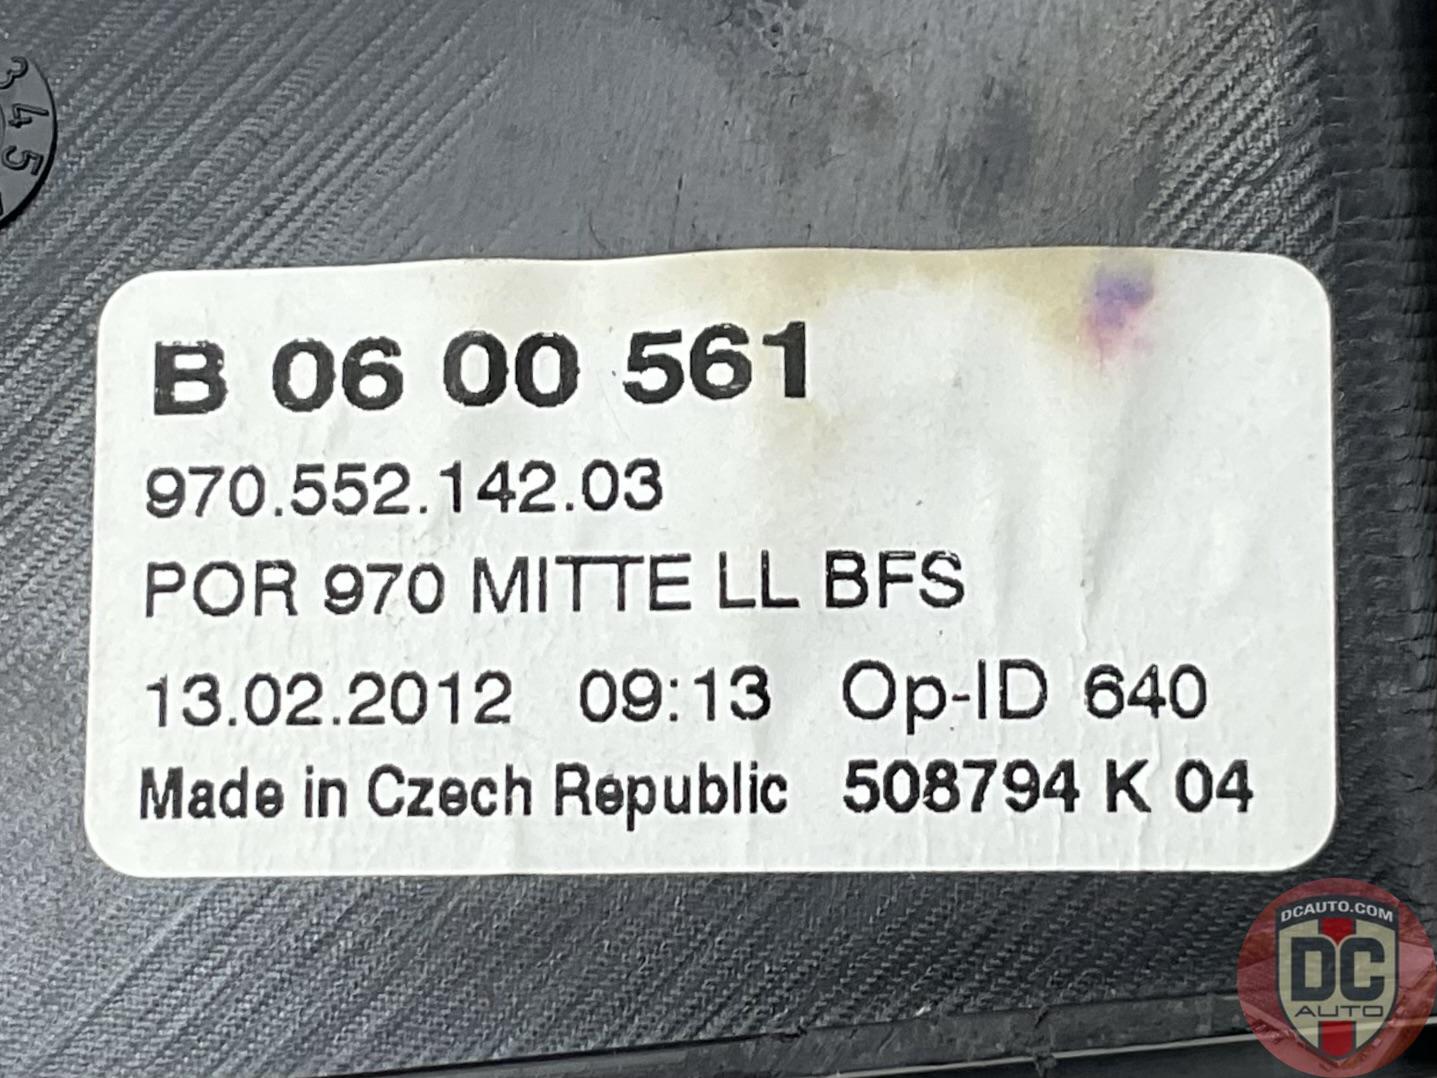 345
B 06 00 561
970.552.142.03
POR 970 MITTE LL BFS
13.02.2012 09:13 Op-ID 640
Made in Czech Republic 508794 K 04
DCAUTO.COM
DC
AUTO